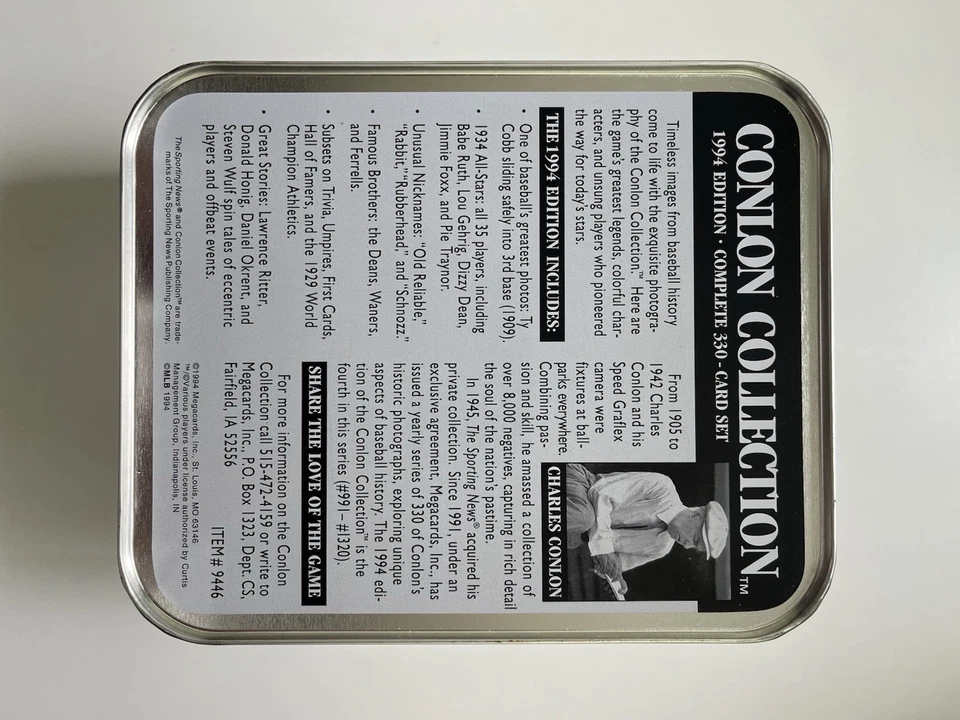 CONLON COLLECTION™
1994 EDITION • COMPLETE 330-CARD SET
Timeless images from baseball history
come to life with the exquisite photogra-
phy of the Conlon Collection.™ Here are
the game's greatest legends, colorful char-
acters, and unsung players who pioneered
the way for today's stars.
THE 1994 EDITION INCLUDES:
• One of baseball's greatest photos: Ty
Cobb sliding safely into 3rd base (1909).
• 1934 All-Stars: all 35 players, including
Babe Ruth, Lou Gehrig, Dizzy Dean,
Jimmie Foxx, and Pie Traynor.
• Unusual Nicknames: "Old Reliable,"
"Rabbit," "Rubberhead," and "Schnozz."
• Famous Brothers: the Deans, Waners,
and Ferrells.
• Subsets on Trivia, Umpires, First Cards,
Hall of Famers, and the 1929 World
Champion Athletics.
• Great Stories: Lawrence Ritter,
Donald Honig, Daniel Okrent, and
Steven Wulf spin tales of eccentric
players and offbeat events.
The Sporting News® and Conlon Collection™ are trade-
marks of The Sporting News Publishing Company.
From 1905 to
1942 Charles
Conlon and his
Speed Graflex
camera were
fixtures at ball-
parks everywhere.
Combining pas-
sion and skill, he amassed a collection of
over 8,000 negatives, capturing in rich detail
the soul of the nation's pastime.
CHARLES CONLON
In 1945, The Sporting News® acquired his
private collection. Since 1991, under an
exclusive agreement, Megacards, Inc., has
issued a yearly series of 330 of Conlon's
historic photographs, exploring unique
aspects of baseball history. The 1994 edi-
tion of the Conlon Collection™ is the
fourth in this series (#991-#1320).
SHARE THE LOVE OF THE GAME
For more information on the Conlon
Collection call 515-472-4159 or write to
Megacards, Inc., P.O. Box 1323, Dept. CS,
Fairfield, IA 52556
ITEM# 9446
©1994 Megacards, Inc., St. Louis, MO 63146
™/©Various players under license authorized by Curtis
Management Group, Indianapolis, IN
©MLB 1994